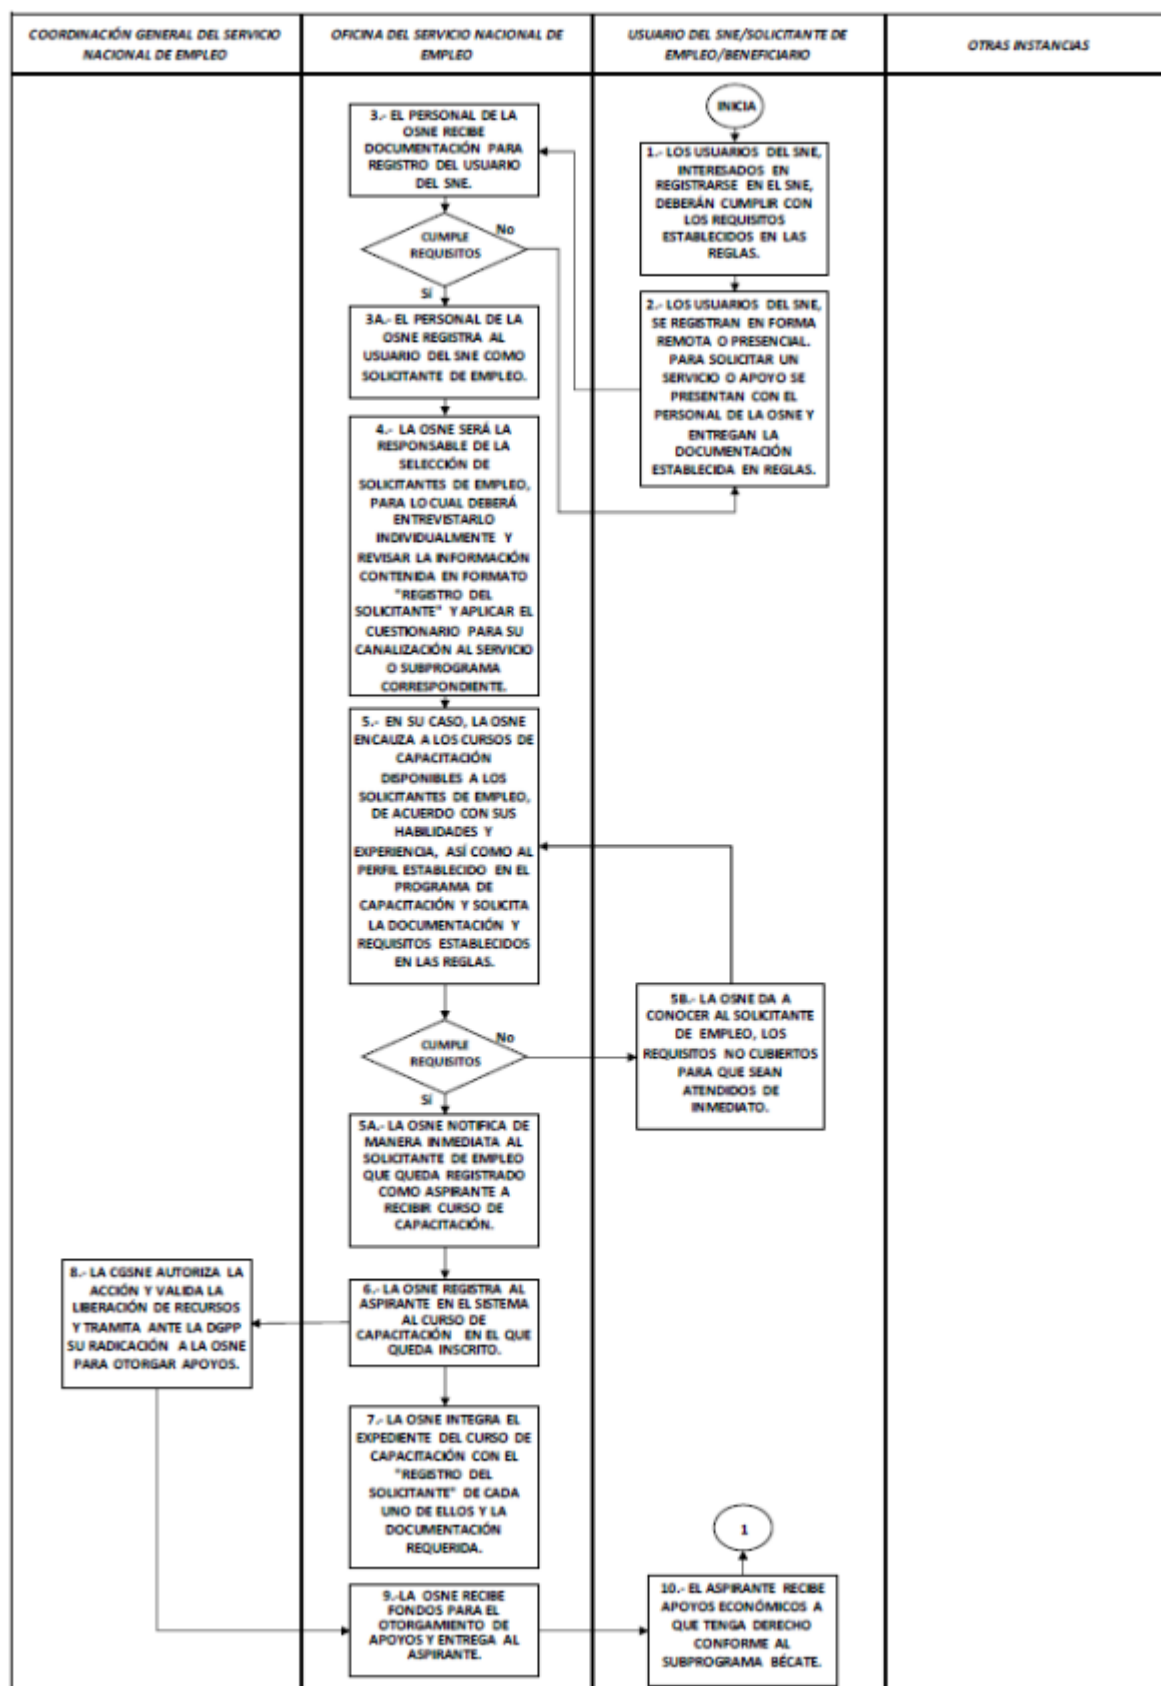 COORDINACIÓN GENERAL DEL SERVICIO
NACIONAL DE EMPLEO
OFICINA DEL SERVICIO NACIONAL DE
EMPLEO
USUARIO DEL SNE/SOLICITANTE DE
EMPLEO/BENEFICIARIO
OTRAS INSTANCIAS
INICIA
1.- LOS USUARIOS DEL SNE,
INTERESADOS EN
REGISTRARSE EN EL SNE,
DEBERÁN CUMPLIR CON
LOS REQUISITOS
ESTABLECIDOS EN LAS
REGLAS.
2.- LOS USUARIOS DEL SNE,
SE REGISTRAN EN FORMA
REMOTA O PRESENCIAL.
PARA SOLICITAR UN
SERVICIO O APOYO SE
PRESENTAN CON EL
PERSONAL DE LA OSNE Y
ENTREGAN LA
DOCUMENTACIÓN
ESTABLECIDA EN REGLAS.
3.- EL PERSONAL DE LA
OSNE RECIBE
DOCUMENTACIÓN PARA
REGISTRO DEL USUARIO
DEL SNE.
CUMPLE
REQUISITOS
No
Sí
3A.- EL PERSONAL DE LA
OSNE REGISTRA AL
USUARIO DEL SNE COMO
SOLICITANTE DE EMPLEO.
4.- LA OSNE SERÁ LA
RESPONSABLE DE LA
SELECCIÓN DE
SOLICITANTES DE EMPLEO,
PARA LO CUAL DEBERÁ
ENTREVISTARLO
INDIVIDUALMENTE Y
REVISAR LA INFORMACIÓN
CONTENIDA EN FORMATO
"REGISTRO DEL
SOLICITANTE" Y APLICAR EL
CUESTIONARIO PARA SU
CANALIZACIÓN AL SERVICIO
O SUBPROGRAMA
CORRESPONDIENTE.
5.- EN SU CASO, LA OSNE
ENCAUZA A LOS CURSOS DE
CAPACITACIÓN
DISPONIBLES A LOS
SOLICITANTES DE EMPLEO,
DE ACUERDO CON SUS
HABILIDADES Y
EXPERIENCIA, ASÍ COMO AL
PERFIL ESTABLECIDO EN EL
PROGRAMA DE
CAPACITACIÓN Y SOLICITA
LA DOCUMENTACIÓN Y
REQUISITOS ESTABLECIDOS
EN LAS REGLAS.
CUMPLE
REQUISITOS
No
Sí
5B.- LA OSNE DA A
CONOCER AL SOLICITANTE
DE EMPLEO, LOS
REQUISITOS NO CUBIERTOS
PARA QUE SEAN
ATENDIDOS DE
INMEDIATO.
5A.- LA OSNE NOTIFICA DE
MANERA INMEDIATA AL
SOLICITANTE DE EMPLEO
QUE QUEDA REGISTRADO
COMO ASPIRANTE A
RECIBIR CURSO DE
CAPACITACIÓN.
6.- LA OSNE REGISTRA AL
ASPIRANTE EN EL SISTEMA
AL CURSO DE
CAPACITACIÓN EN EL QUE
QUEDA INSCRITO.
8.- LA CGSNE AUTORIZA LA
ACCIÓN Y VALIDA LA
LIBERACIÓN DE RECURSOS
Y TRAMITA ANTE LA DGPP
SU RADICACIÓN A LA OSNE
PARA OTORGAR APOYOS.
7.- LA OSNE INTEGRA EL
EXPEDIENTE DEL CURSO DE
CAPACITACIÓN CON EL
"REGISTRO DEL
SOLICITANTE" DE CADA
UNO DE ELLOS Y LA
DOCUMENTACIÓN
REQUERIDA.
9.-LA OSNE RECIBE
FONDOS PARA EL
OTORGAMIENTO DE
APOYOS Y ENTREGA AL
ASPIRANTE.
10.- EL ASPIRANTE RECIBE
APOYOS ECONÓMICOS A
QUE TENGA DERECHO
CONFORME AL
SUBPROGRAMA BÉCATE.
1